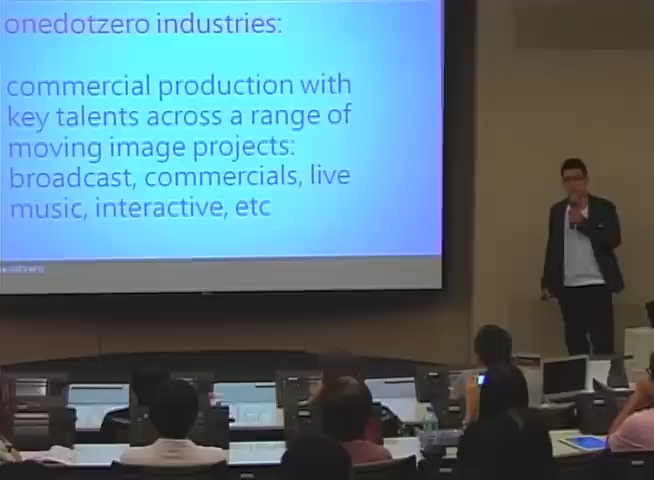 onedotzero industries:
commercial production with
key talents across a range of
moving image projects:
broadcast, commercials, live
music, interactive, etc